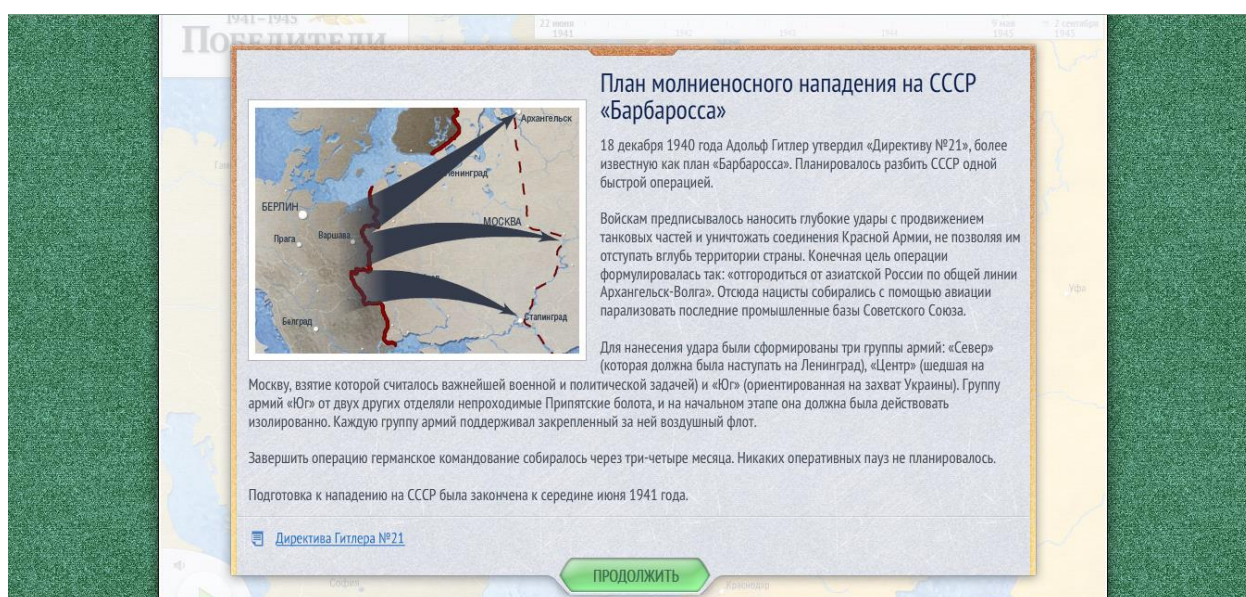 1941–1945
ПОБЕДИТЕЛИ
22 июня
1941
1942
1943
1944
9 мая
1945
2 сентября
1945
План молниеносного нападения на СССР
«Барбаросса»
18 декабря 1940 года Адольф Гитлер утвердил «Директиву №21», более
известную как план «Барбаросса». Планировалось разбить СССР одной
быстрой операцией.
Войскам предписывалось наносить глубокие удары с продвижением
танковых частей и уничтожать соединения Красной Армии, не позволяя им
отступать вглубь территории страны. Конечная цель операции
формулировалась так: «отгородиться от азиатской России по общей линии
Архангельск-Волга». Отсюда нацисты собирались с помощью авиации
парализовать последние промышленные базы Советского Союза.
Для нанесения удара были сформированы три группы армий: «Север»
(которая должна была наступать на Ленинград), «Центр» (шедшая на
Москву, взятие которой считалось важнейшей военной и политической задачей) и «Юг» (ориентированная на захват Украины). Группу
армий «Юг» от двух других отделяли непроходимые Припятские болота, и на начальном этапе она должна была действовать
изолированно. Каждую группу армий поддерживал закрепленный за ней воздушный флот.
Завершить операцию германское командование собиралось через три-четыре месяца. Никаких оперативных пауз не планировалось.
Подготовка к нападению на СССР была закончена к середине июня 1941 года.
Архангельск
Ленинград
БЕРЛИН
МОСКВА
Прага
Варшава
Белград
Сталинград
Уфа
Директива Гитлера №21
ПРОДОЛЖИТЬ
София
Краснодар